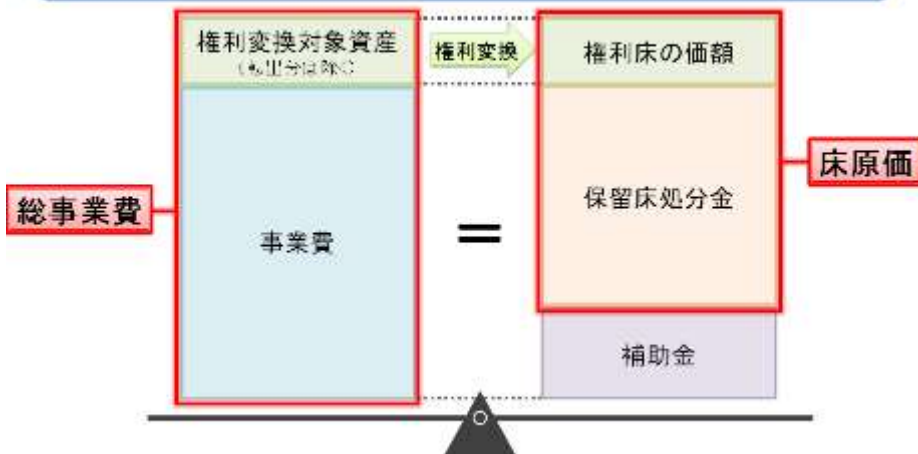 権利変換対象資産
権利変換
権利床の価額
総事業費
事業費
=
保留床処分金
床原価
補助金